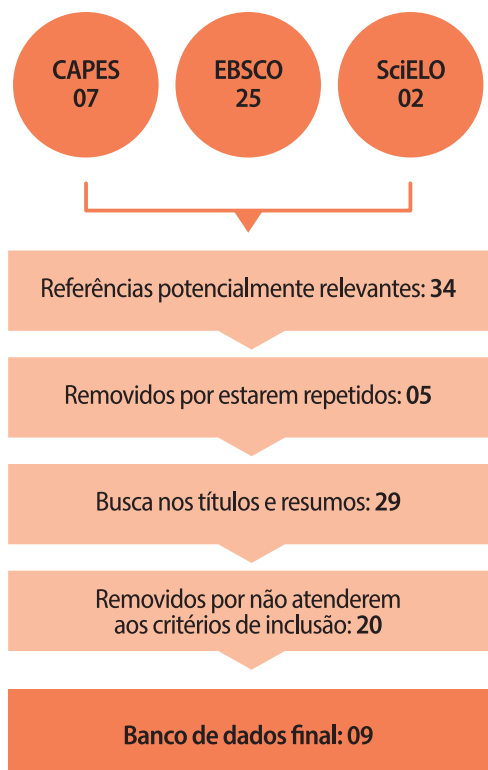 CAPES
07
EBSCO
25
SciELO
02
Referências potencialmente relevantes: 34
Removidos por estarem repetidos: 05
Busca nos títulos e resumos: 29
Removidos por não atenderem
aos critérios de inclusão: 20
Banco de dados final: 09